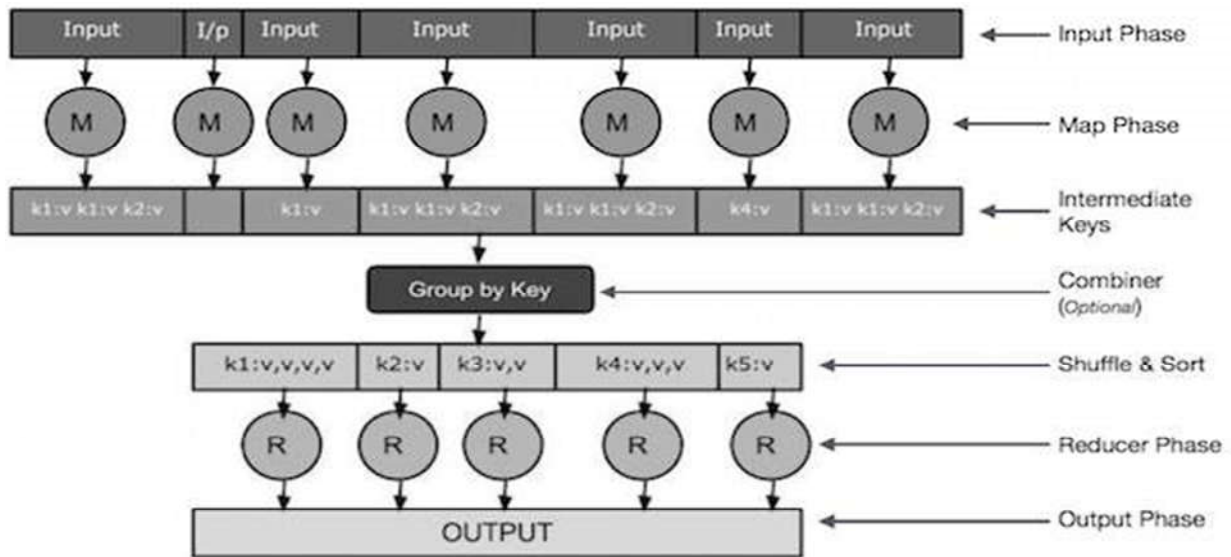 Input I/p Input Input Input Input Input
Input Phase
M M M M M M M
Map Phase
k1:v k1:v k2:v k1:v k1:v k1:v k2:v k1:v k1:v k2:v k4:v k1:v k1:v k2:v
Intermediate
Keys
Group by Key
Combiner
(Optional)
k1:v,v,v,v k2:v k3:v,v k4:v,v,v k5:v
Shuffle & Sort
R R R R R
Reducer Phase
OUTPUT
Output Phase